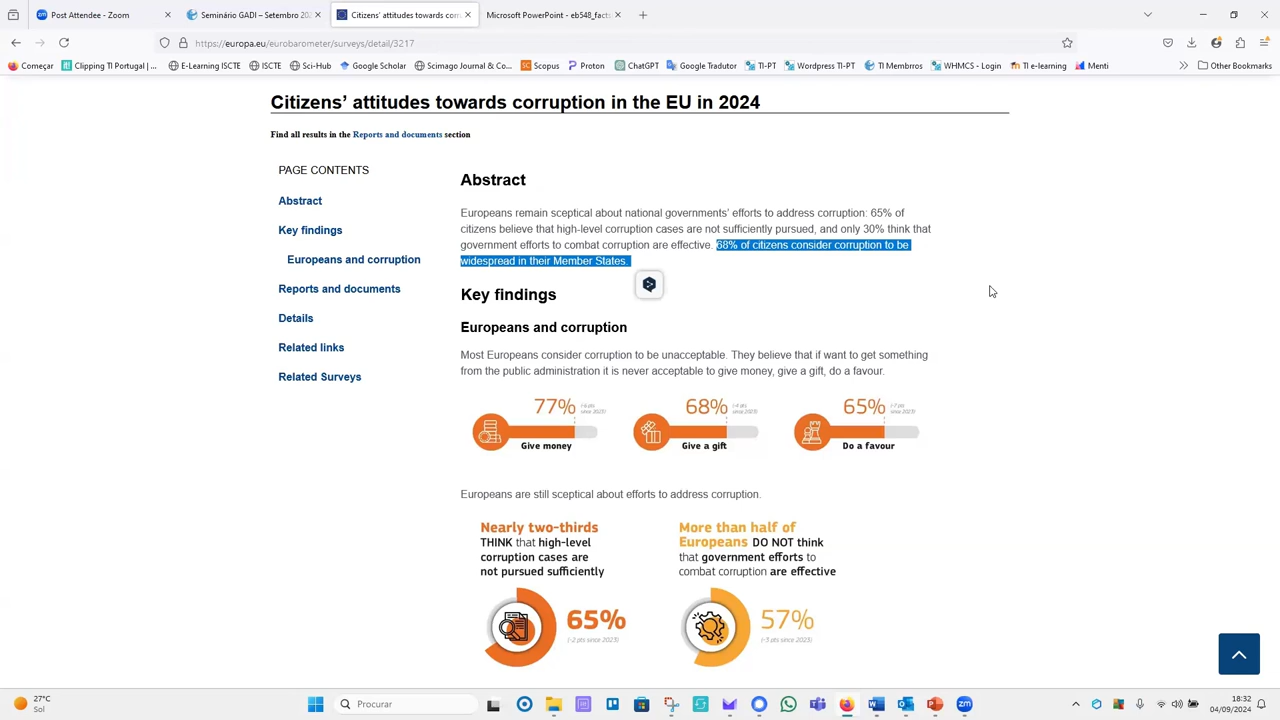 Post Attendee - Zoom
Seminário GADI – Setembro 202
Citizens' attitudes towards corr
Microsoft PowerPoint - eb548_facts
https://europa.eu/eurobarometer/surveys/detail/3217
Começar
Clipping TI Portugal | ...
E-Learning ISCTE
ISCTE
Sci-Hub
Google Scholar
Scimago Journal & Co...
Scopus
Proton
ChatGPT
Google Tradutor
TI-PT
Wordpress TI-PT
TI Membrros
WHMCS - Login
TI e-learning
Menti
Other Bookmarks
Citizens' attitudes towards corruption in the EU in 2024
Find all results in the Reports and documents section
PAGE CONTENTS
Abstract
Key findings
Europeans and corruption
Reports and documents
Details
Related links
Related Surveys
Abstract
Europeans remain sceptical about national governments' efforts to address corruption: 65% of
citizens believe that high-level corruption cases are not sufficiently pursued, and only 30% think that
government efforts to combat corruption are effective. 68% of citizens consider corruption to be
widespread in their Member States.
Key findings
Europeans and corruption
Most Europeans consider corruption to be unacceptable. They believe that if want to get something
from the public administration it is never acceptable to give money, give a gift, do a favour.
77%
Give money
68%
Give a gift
65%
Do a favour
Europeans are still sceptical about efforts to address corruption.
Nearly two-thirds
THINK that high-level
corruption cases are
not pursued sufficiently
65%
(-2 pts since 2023)
More than half of
Europeans DO NOT think
that government efforts to
combat corruption are effective
57%
(-3 pts since 2023)
27°C
Sol
Procurar
18:32
04/09/2024